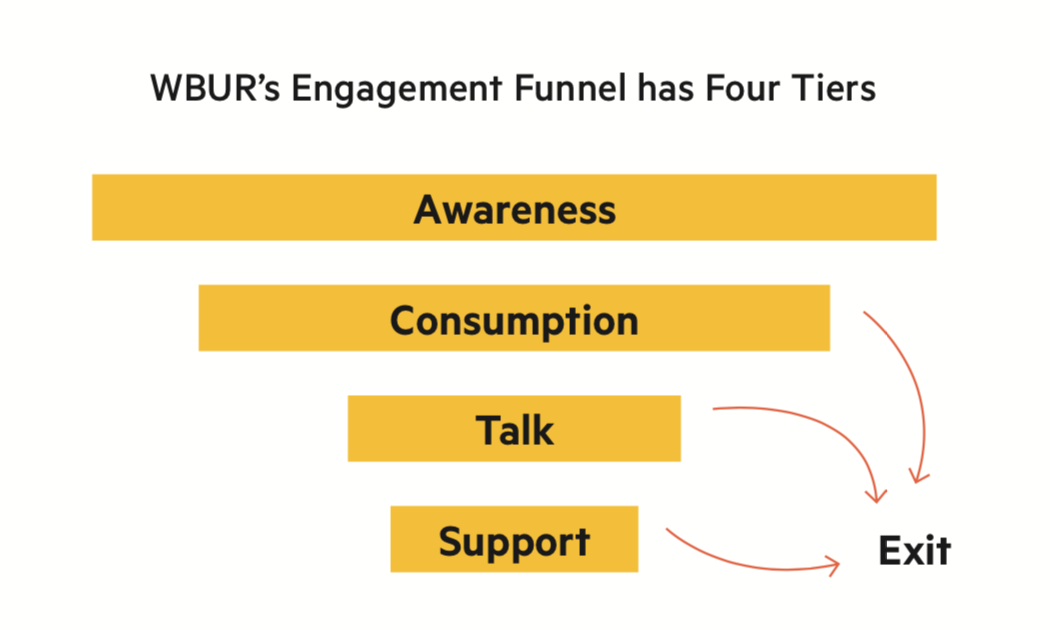 WBUR’s Engagement Funnel has Four Tiers
Awareness
Consumption
Talk
Support
Exit